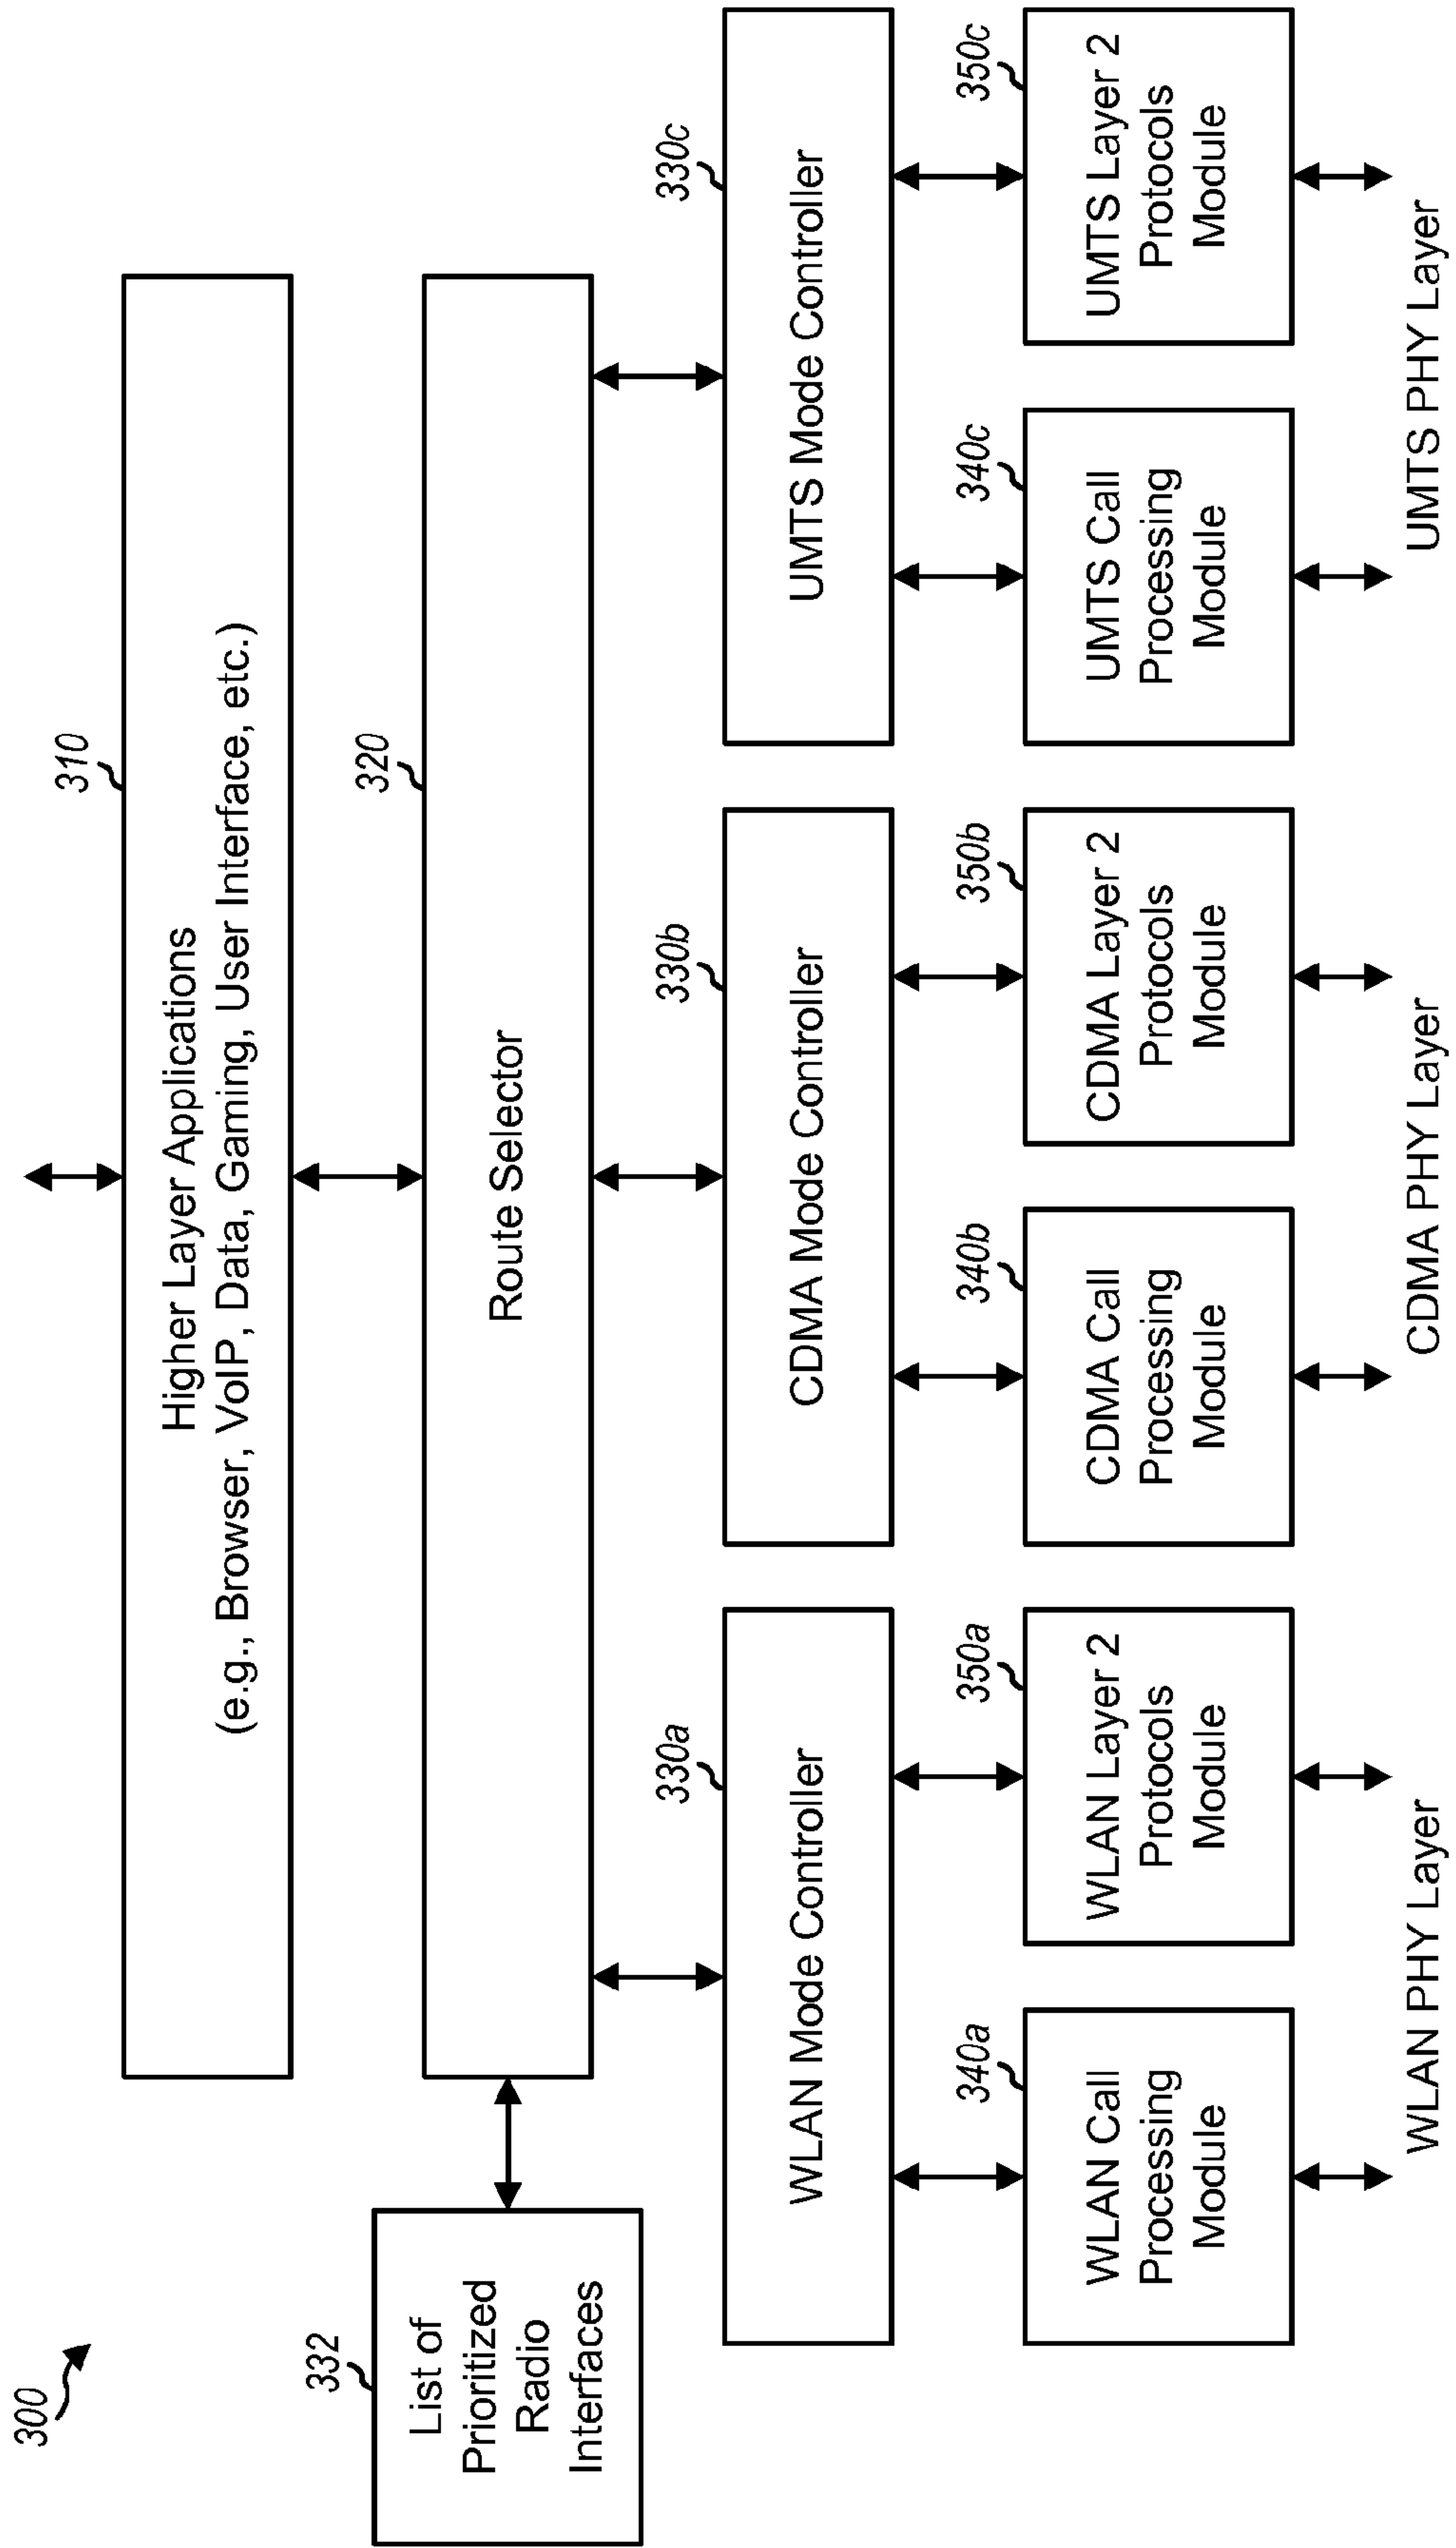 300
310
Higher Layer Applications
(e.g., Browser, VoIP, Data, Gaming, User Interface, etc.)
332
List of
Prioritized
Radio
Interfaces
320
Route Selector
330a
WLAN Mode Controller
330b
CDMA Mode Controller
330c
UMTS Mode Controller
340a
WLAN Call
Processing
Module
350a
WLAN Layer 2
Protocols
Module
340b
CDMA Call
Processing
Module
350b
CDMA Layer 2
Protocols
Module
340c
UMTS Call
Processing
Module
350c
UMTS Layer 2
Protocols
Module
WLAN PHY Layer
CDMA PHY Layer
UMTS PHY Layer